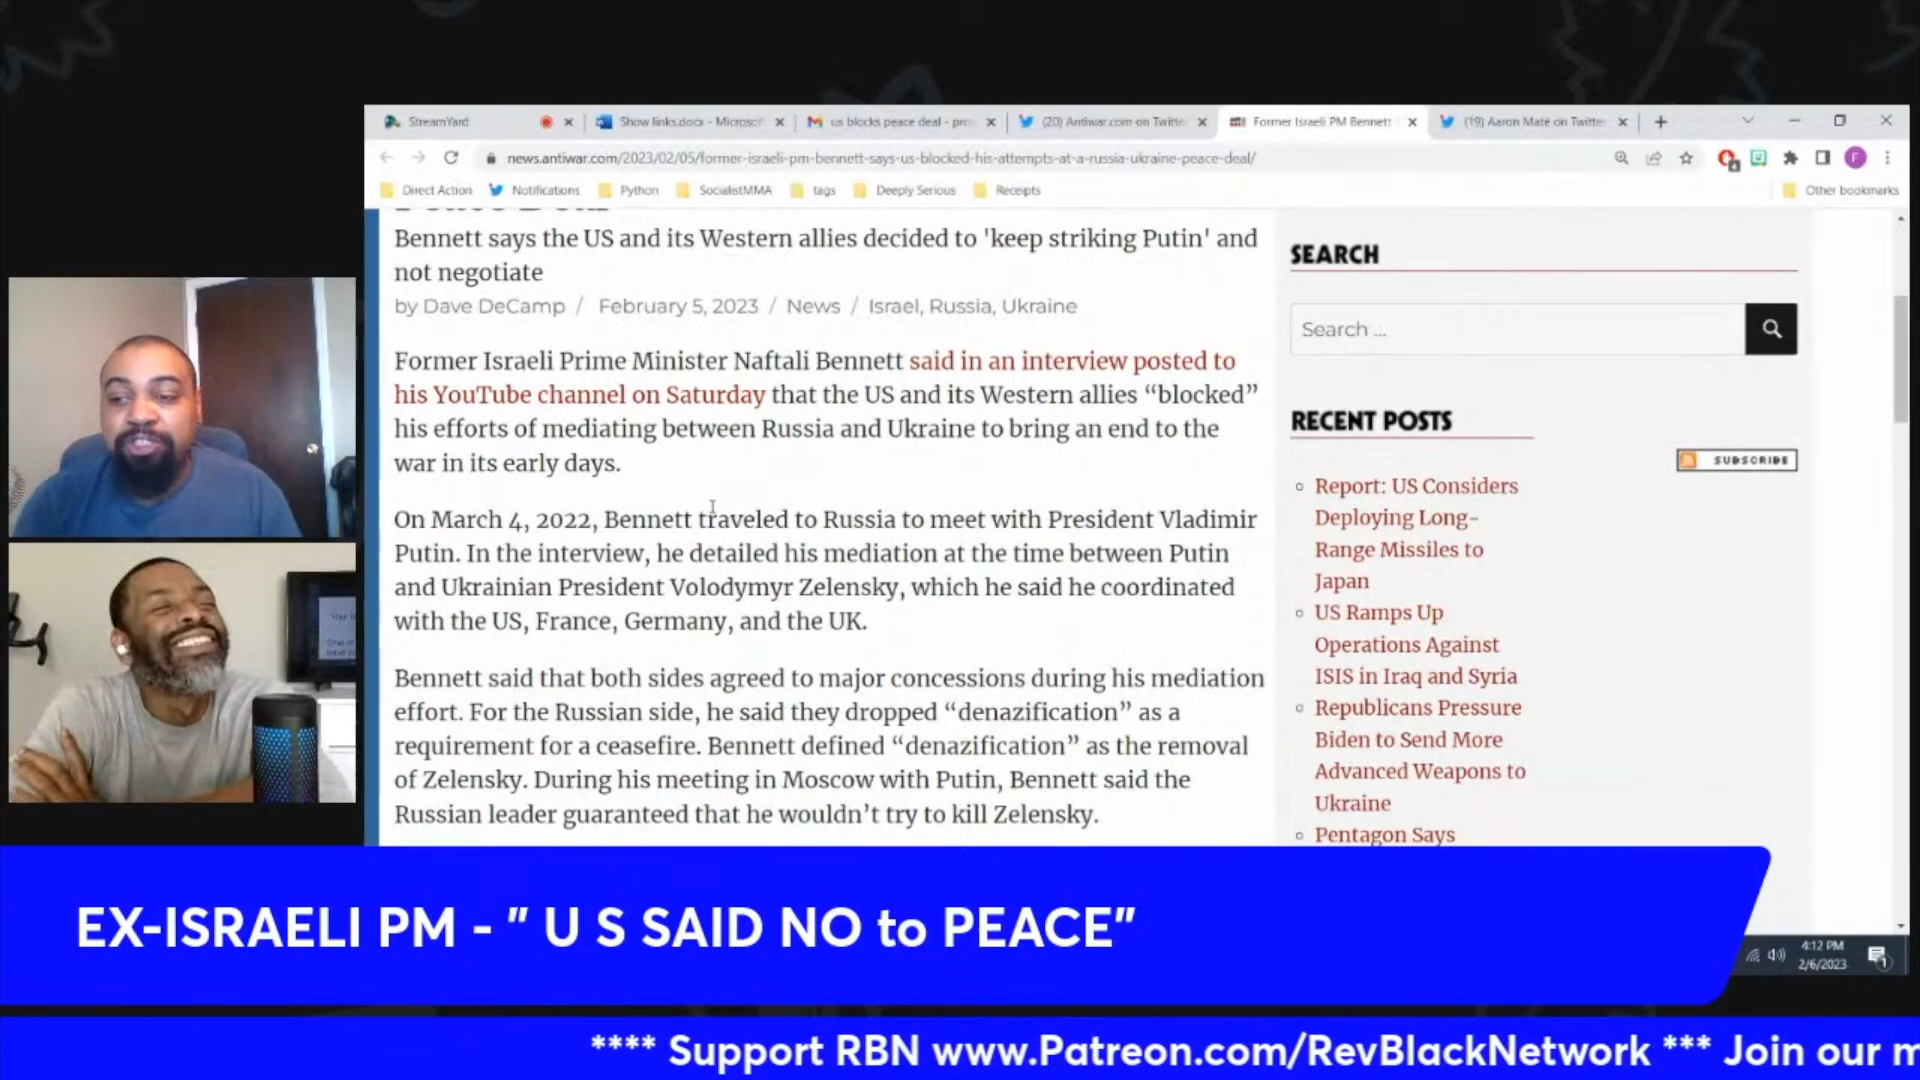 StreamYard
Show links.docx - Microsof
us blocks peace deal - pro
(20) Antiwar.com on Twitte
Former Israeli PM Bennett
(19) Aaron Maté on Twitte
news.antiwar.com/2023/02/05/former-israeli-pm-bennett-says-us-blocked-his-attempts-at-a-russia-ukraine-peace-deal/
F
Direct Action
Notifications
Python
SocialistMMA
tags
Deeply Serious
Receipts
Other bookmarks
Bennett says the US and its Western allies decided to 'keep striking Putin' and
not negotiate
by Dave DeCamp / February 5, 2023 / News / Israel, Russia, Ukraine
Former Israeli Prime Minister Naftali Bennett said in an interview posted to
his YouTube channel on Saturday that the US and its Western allies “blocked”
his efforts of mediating between Russia and Ukraine to bring an end to the
war in its early days.
On March 4, 2022, Bennett traveled to Russia to meet with President Vladimir
Putin. In the interview, he detailed his mediation at the time between Putin
and Ukrainian President Volodymyr Zelensky, which he said he coordinated
with the US, France, Germany, and the UK.
Bennett said that both sides agreed to major concessions during his mediation
effort. For the Russian side, he said they dropped “denazification” as a
requirement for a ceasefire. Bennett defined “denazification” as the removal
of Zelensky. During his meeting in Moscow with Putin, Bennett said the
Russian leader guaranteed that he wouldn’t try to kill Zelensky.
SEARCH
Search ...
RECENT POSTS
SUBSCRIBE
Report: US Considers
Deploying Long-
Range Missiles to
Japan
US Ramps Up
Operations Against
ISIS in Iraq and Syria
Republicans Pressure
Biden to Send More
Advanced Weapons to
Ukraine
Pentagon Says
EX-ISRAELI PM - " U S SAID NO to PEACE"
4:12 PM
2/6/2023
1
**** Support RBN www.Patreon.com/RevBlackNetwork *** Join our m